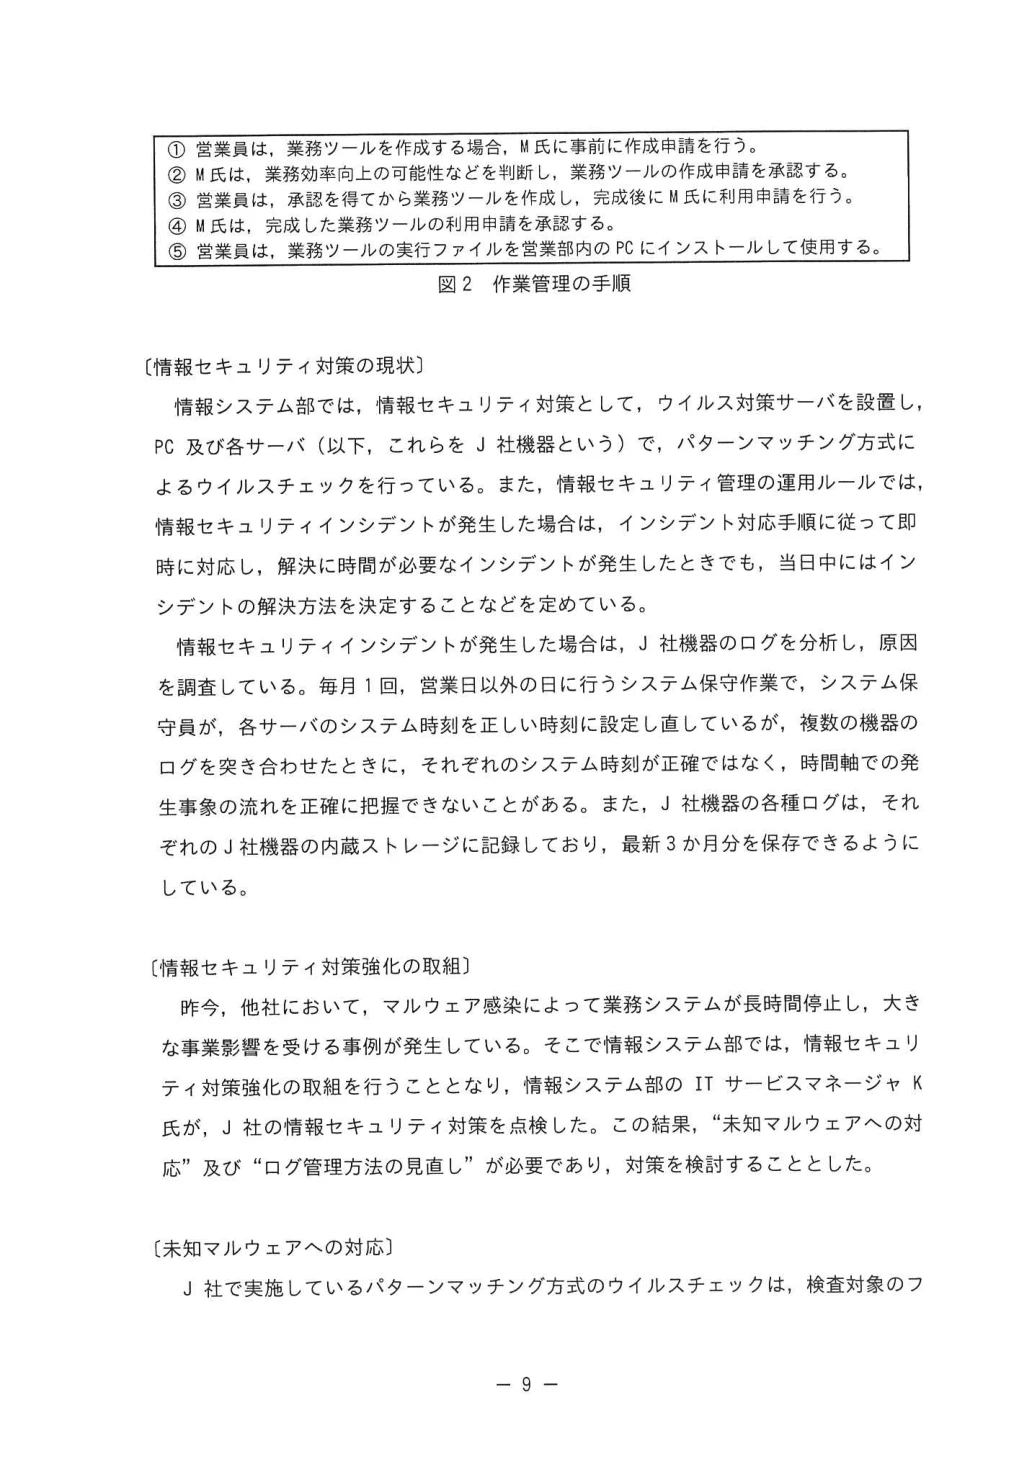 ① 営業員は，業務ツールを作成する場合，M氏に事前に作成申請を行う。
② M氏は，業務効率向上の可能性などを判断し，業務ツールの作成申請を承認する。
③ 営業員は，承認を得てから業務ツールを作成し，完成後にM氏に利用申請を行う。
④ M氏は，完成した業務ツールの利用申請を承認する。
⑤ 営業員は，業務ツールの実行ファイルを営業部内のPCにインストールして使用する。
図2　作業管理の手順
〔情報セキュリティ対策の現状〕
情報システム部では，情報セキュリティ対策として，ウイルス対策サーバを設置し，
PC 及び各サーバ（以下，これらを J 社機器という）で，パターンマッチング方式に
よるウイルスチェックを行っている。また，情報セキュリティ管理の運用ルールでは，
情報セキュリティインシデントが発生した場合は，インシデント対応手順に従って即
時に対応し，解決に時間が必要なインシデントが発生したときでも，当日中にはイン
シデントの解決方法を決定することなどを定めている。
情報セキュリティインシデントが発生した場合は，J 社機器のログを分析し，原因
を調査している。毎月1回，営業日以外の日に行うシステム保守作業で，システム保
守員が，各サーバのシステム時刻を正しい時刻に設定し直しているが，複数の機器の
ログを突き合わせたときに，それぞれのシステム時刻が正確ではなく，時間軸での発
生事象の流れを正確に把握できないことがある。また，J 社機器の各種ログは，それ
ぞれのJ社機器の内蔵ストレージに記録しており，最新3か月分を保存できるように
している。
〔情報セキュリティ対策強化の取組〕
昨今，他社において，マルウェア感染によって業務システムが長時間停止し，大き
な事業影響を受ける事例が発生している。そこで情報システム部では，情報セキュリ
ティ対策強化の取組を行うこととなり，情報システム部の IT サービスマネージャ K
氏が，J 社の情報セキュリティ対策を点検した。この結果，“未知マルウェアへの対
応”及び“ログ管理方法の見直し”が必要であり，対策を検討することとした。
〔未知マルウェアへの対応〕
J 社で実施しているパターンマッチング方式のウイルスチェックは，検査対象のフ
－ 9 －